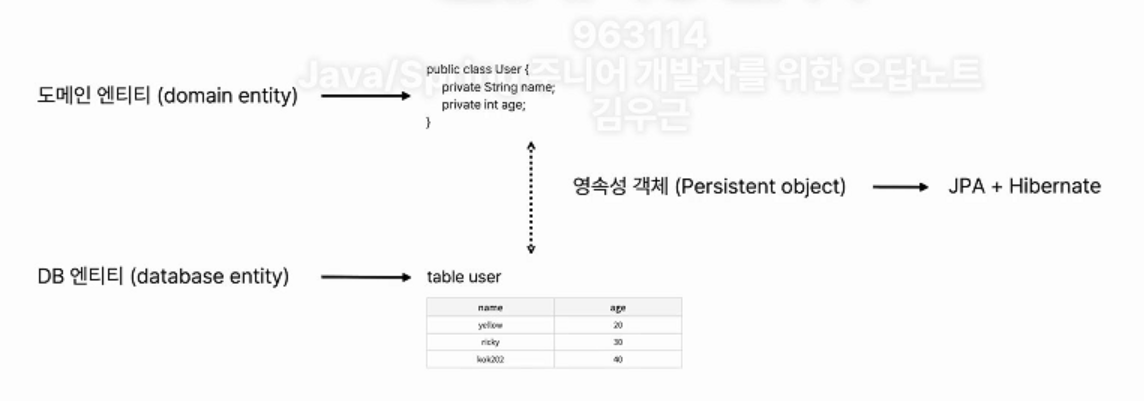 963114
Java/Spring 주니어 개발자를 위한 오답노트
김우근
도메인 엔티티 (domain entity)
public class User {
private String name;
private int age;
}
영속성 객체 (Persistent object)
JPA + Hibernate
DB 엔티티 (database entity)
table user
name age
yellow 20
ricky 30
kok202 40